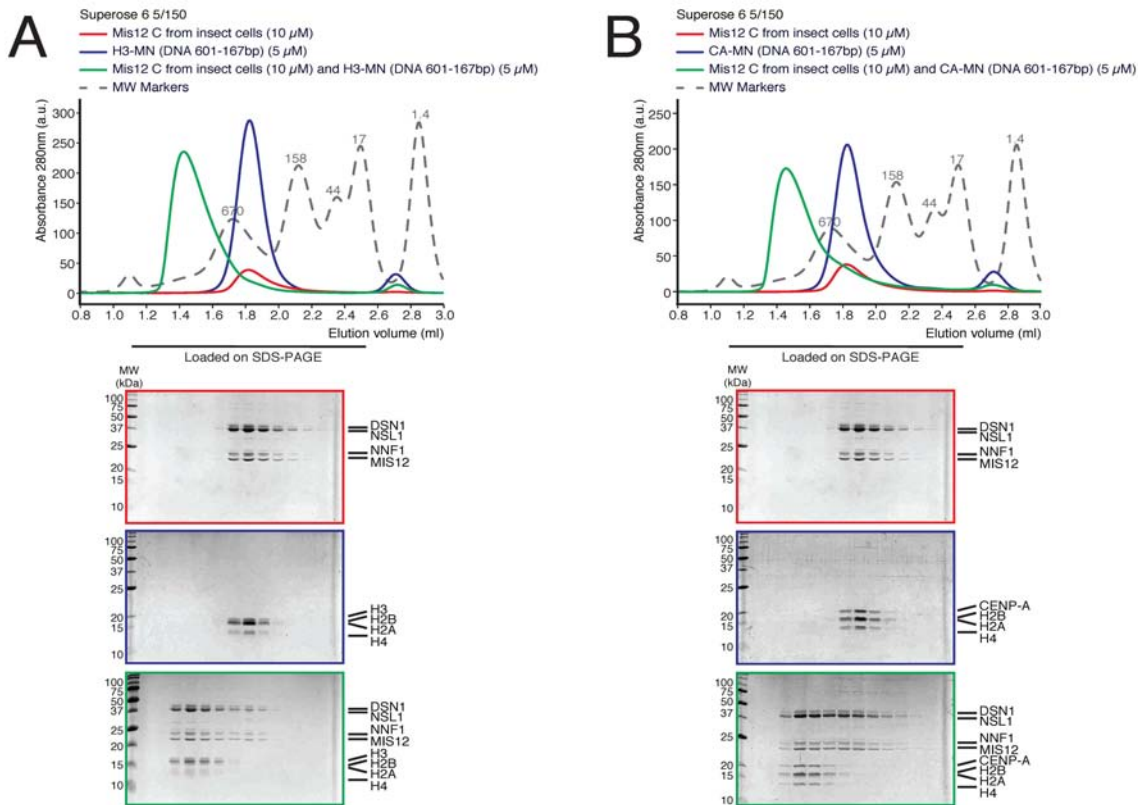 A
Superose 6 5/150
Mis12 C from insect cells (10 µM)
H3-MN (DNA 601-167bp) (5 µM)
Mis12 C from insect cells (10 µM) and H3-MN (DNA 601-167bp) (5 µM)
MW Markers
Absorbance 280nm (a.u.)
300
250
200
150
100
50
0
670
158
44
17
1.4
0.8 1.0 1.2 1.4 1.6 1.8 2.0 2.2 2.4 2.6 2.8 3.0
Elution volume (ml)
Loaded on SDS-PAGE
MW
(kDa)
100
75
50
37
25
20
15
10
DSN1
NSL1
NNF1
MIS12
100
75
50
37
25
20
15
10
H3
H2B
H2A
H4
100
75
50
37
25
20
15
10
DSN1
NSL1
NNF1
MIS12
H3
H2B
H2A
H4
B
Superose 6 5/150
Mis12 C from insect cells (10 µM)
CA-MN (DNA 601-167bp) (5 µM)
Mis12 C from insect cells (10 µM) and CA-MN (DNA 601-167bp) (5 µM)
MW Markers
Absorbance 280nm (a.u.)
250
200
150
100
50
0
670
158
44
17
1.4
0.8 1.0 1.2 1.4 1.6 1.8 2.0 2.2 2.4 2.6 2.8 3.0
Elution volume (ml)
Loaded on SDS-PAGE
MW
(kDa)
100
75
50
37
25
20
15
10
DSN1
NSL1
NNF1
MIS12
100
75
50
37
25
20
15
10
CENP-A
H2B
H2A
H4
100
75
50
37
25
20
15
10
DSN1
NSL1
NNF1
MIS12
CENP-A
H2B
H2A
H4